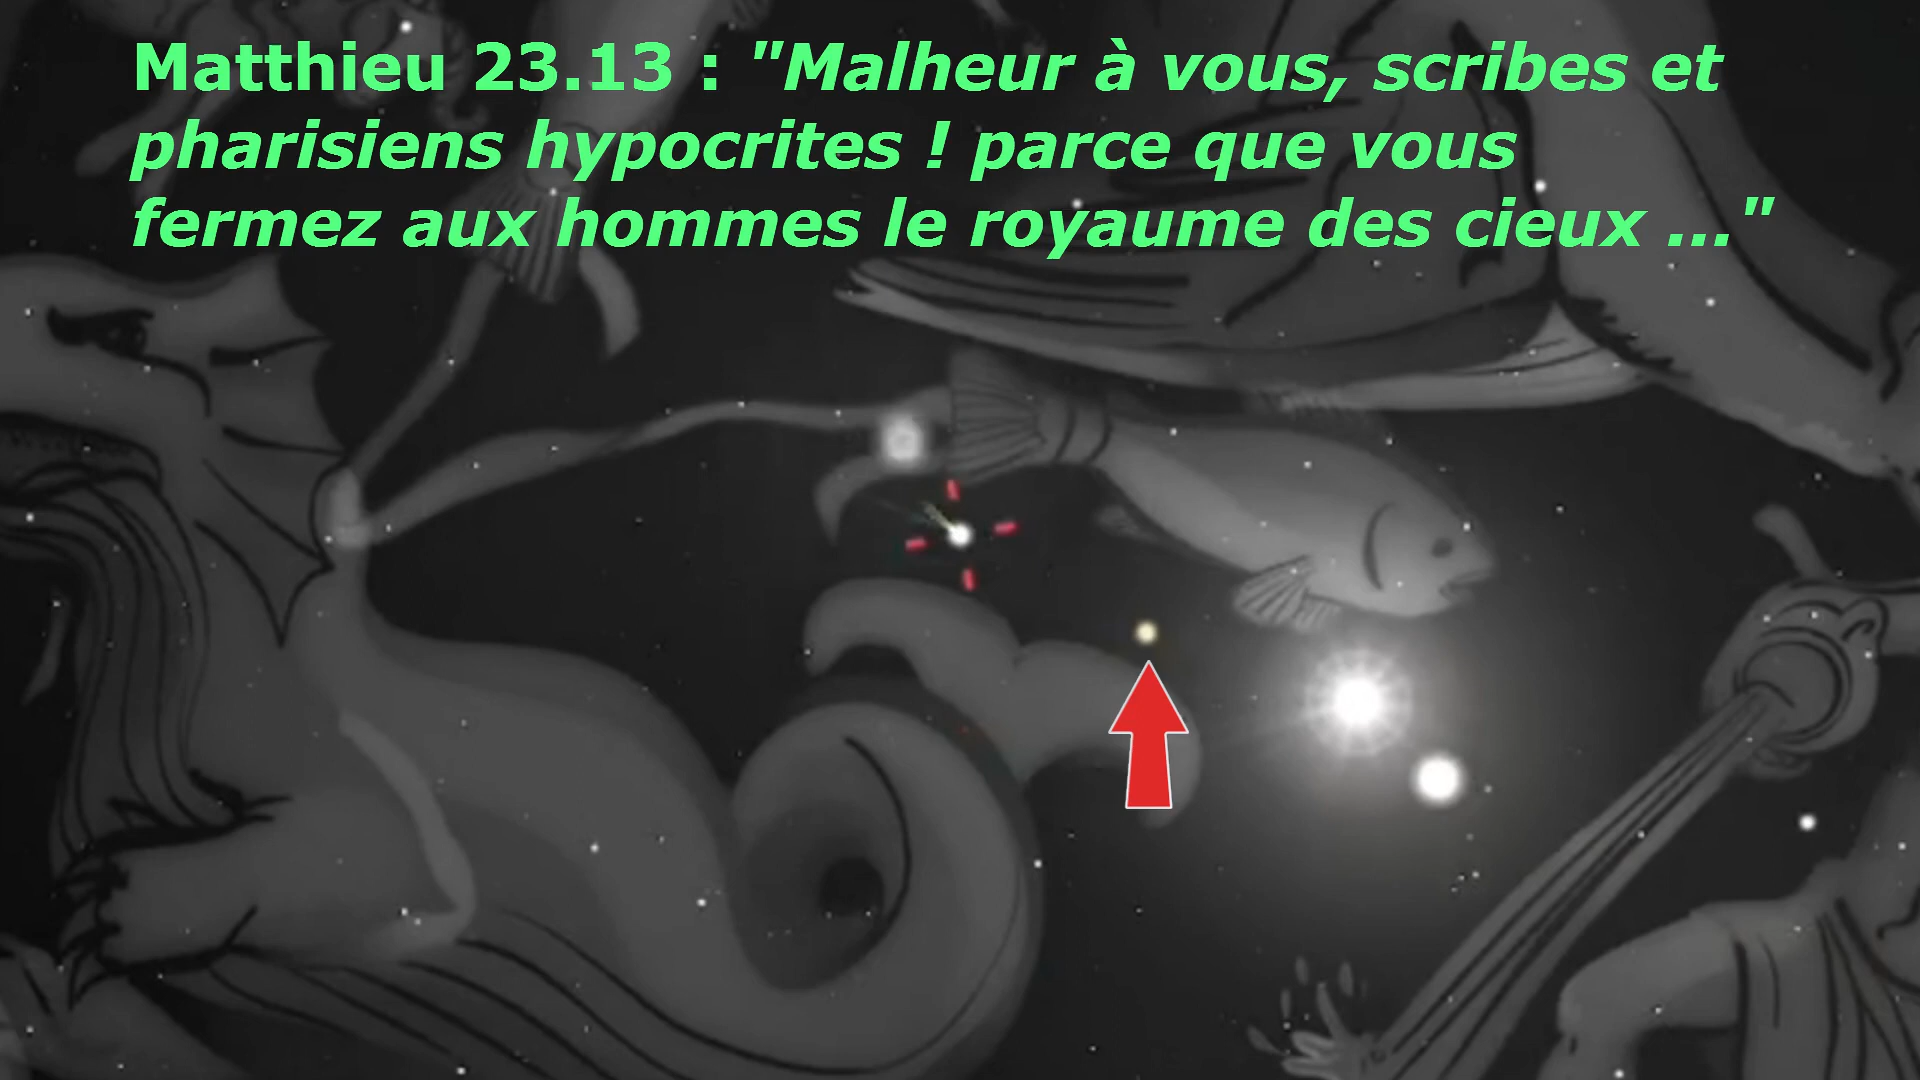 Matthieu 23.13 : "Malheur à vous, scribes et
pharisiens hypocrites ! parce que vous
fermez aux hommes le royaume des cieux ..."